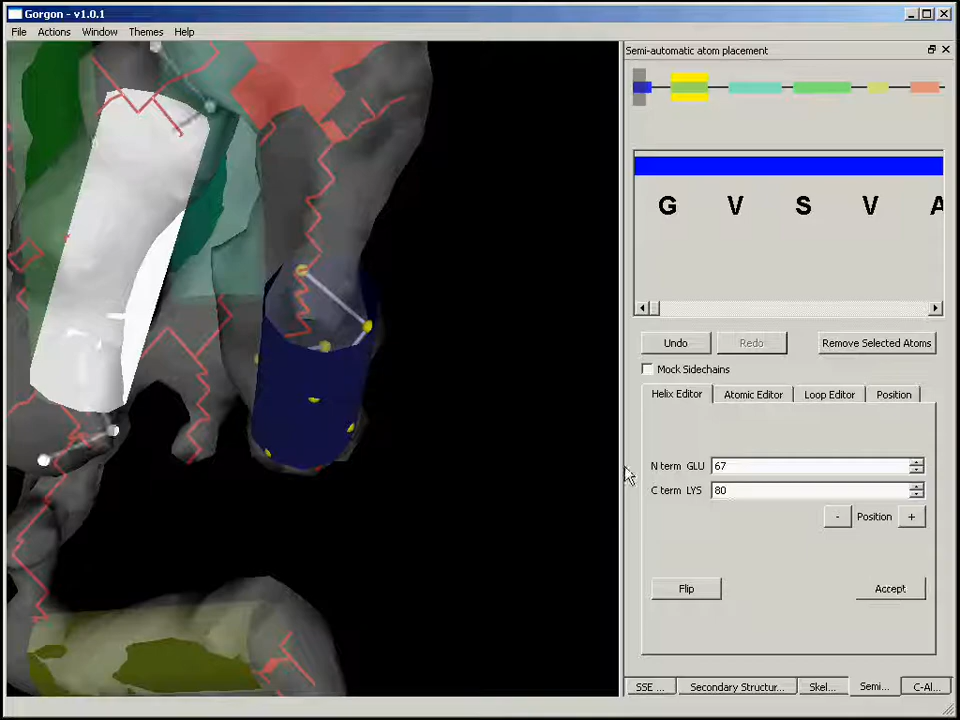 Gorgon - v1.0.1
File Actions Window Themes Help
Semi-automatic atom placement
G V S V A
Undo Redo Remove Selected Atoms
Mock Sidechains
Helix Editor Atomic Editor Loop Editor Position
N term GLU 67
C term LYS 80
- Position +
Flip Accept
SSE ... Secondary Structur... Skel... Semi... C-Al...